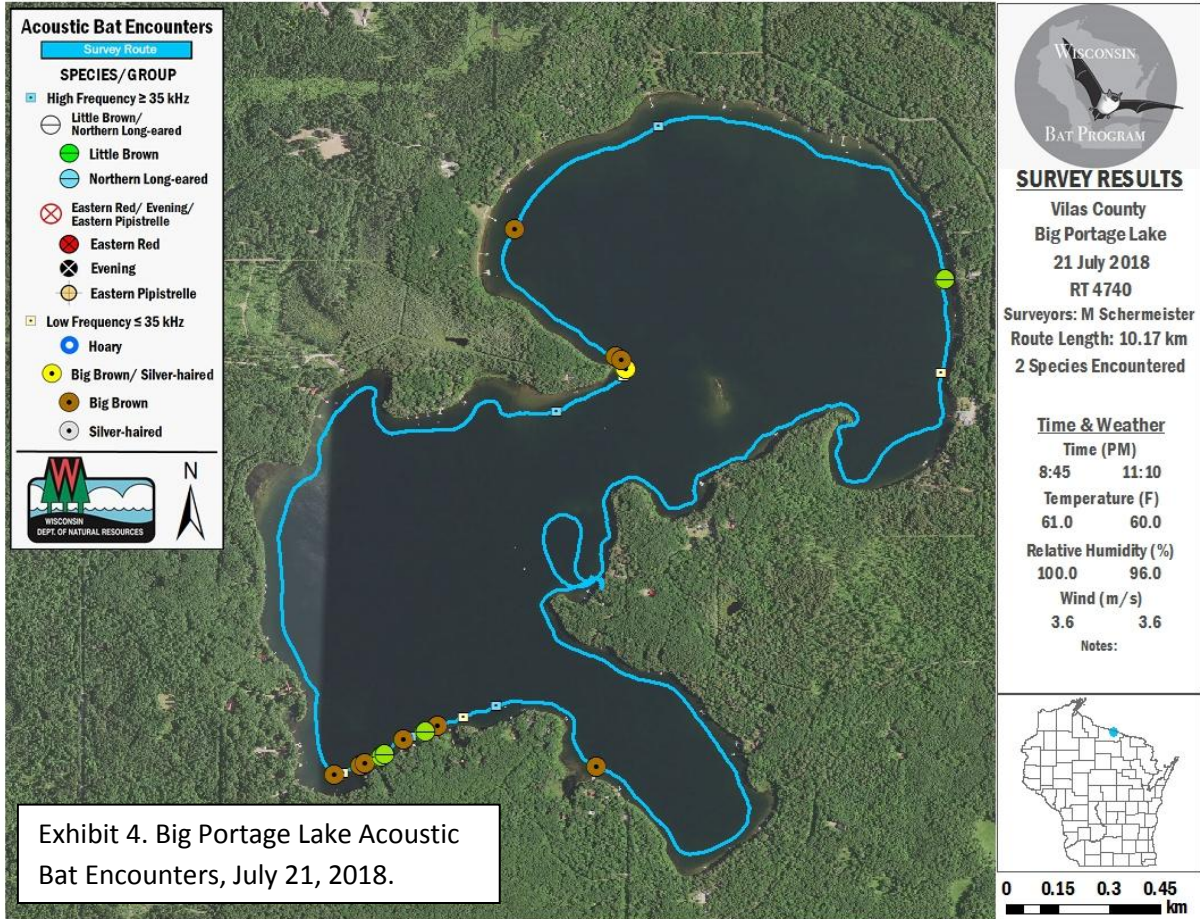 Acoustic Bat Encounters
Survey Route
SPECIES/GROUP
High Frequency ≥ 35 kHz
Little Brown/
Northern Long-eared
Little Brown
Northern Long-eared
Eastern Red/ Evening/
Eastern Pipistrelle
Eastern Red
Evening
Eastern Pipistrelle
Low Frequency ≤ 35 kHz
Hoary
Big Brown/ Silver-haired
Big Brown
Silver-haired
W
WISCONSIN
DEPT. OF NATURAL RESOURCES
N
Exhibit 4. Big Portage Lake Acoustic
Bat Encounters, July 21, 2018.
WISCONSIN
BAT PROGRAM
SURVEY RESULTS
Vilas County
Big Portage Lake
21 July 2018
RT 4740
Surveyors: M Schermeister
Route Length: 10.17 km
2 Species Encountered
Time & Weather
Time (PM)
8:45 11:10
Temperature (F)
61.0 60.0
Relative Humidity (%)
100.0 96.0
Wind (m/s)
3.6 3.6
Notes:
0 0.15 0.3 0.45
km